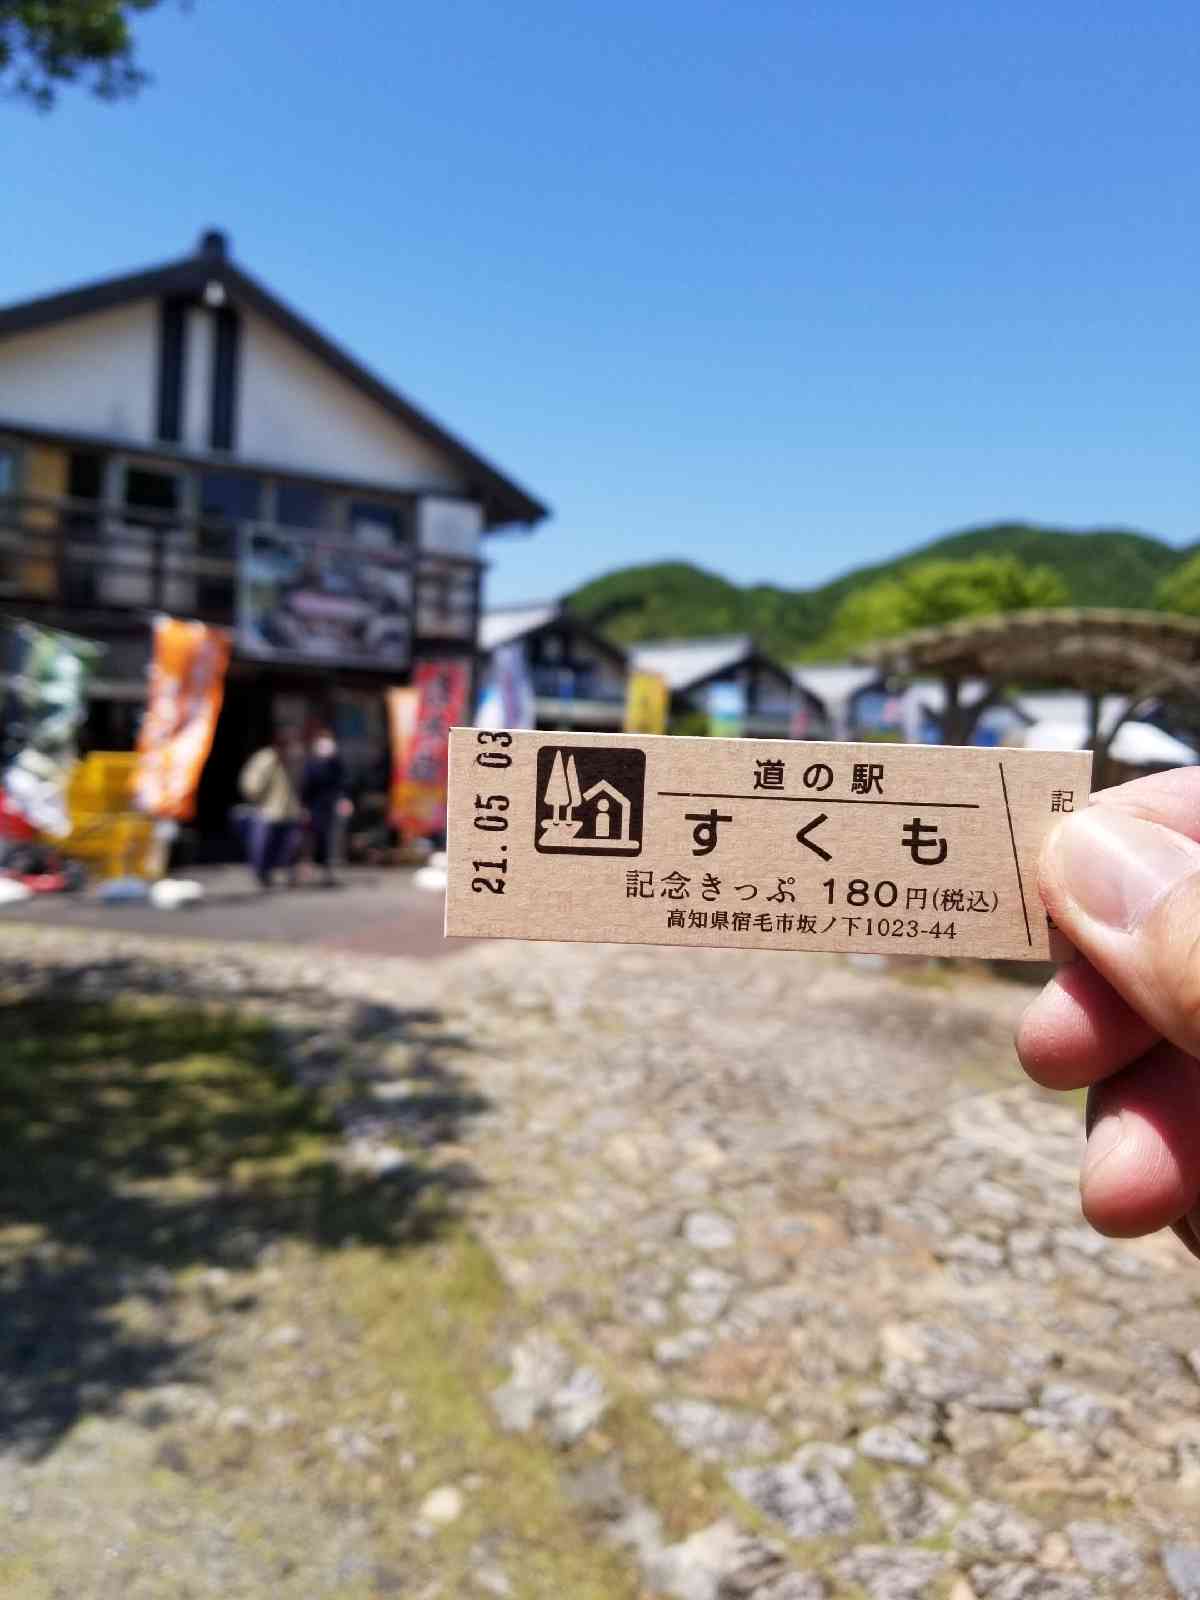 21.05 03
道の駅
すくも
記念きっぷ 180円(税込)
高知県宿毛市坂ノ下1023-44
記